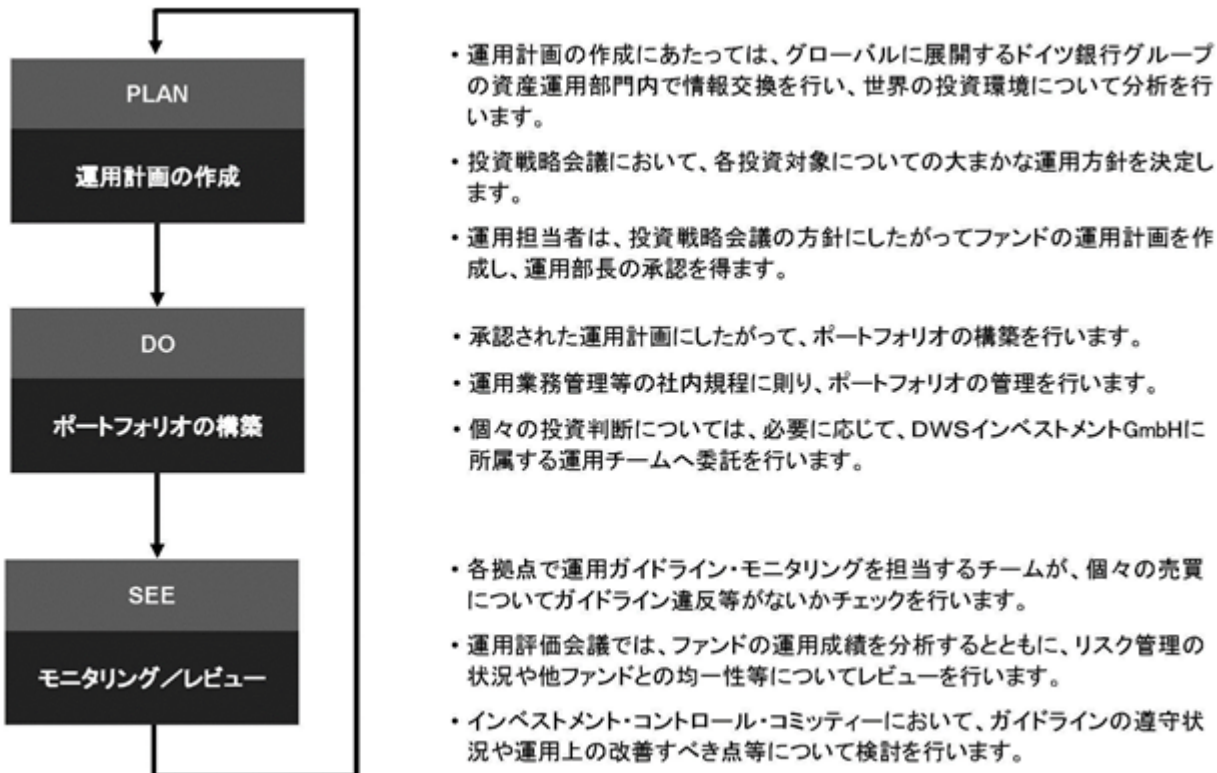 PLAN
運用計画の作成
・運用計画の作成にあたっては、グローバルに展開するドイツ銀行グループ
の資産運用部門内で情報交換を行い、世界の投資環境について分析を行
います。
・投資戦略会議において、各投資対象についての大まかな運用方針を決定し
ます。
・運用担当者は、投資戦略会議の方針にしたがってファンドの運用計画を作
成し、運用部長の承認を得ます。
DO
ポートフォリオの構築
・承認された運用計画にしたがって、ポートフォリオの構築を行います。
・運用業務管理等の社内規程に則り、ポートフォリオの管理を行います。
・個々の投資判断については、必要に応じて、DWSインベストメントGmbHに
所属する運用チームへ委託を行います。
SEE
モニタリング／レビュー
・各拠点で運用ガイドライン・モニタリングを担当するチームが、個々の売買
についてガイドライン違反等がないかチェックを行います。
・運用評価会議では、ファンドの運用成績を分析するとともに、リスク管理の
状況や他ファンドとの均一性等についてレビューを行います。
・インベストメント・コントロール・コミッティーにおいて、ガイドラインの遵守状
況や運用上の改善すべき点等について検討を行います。